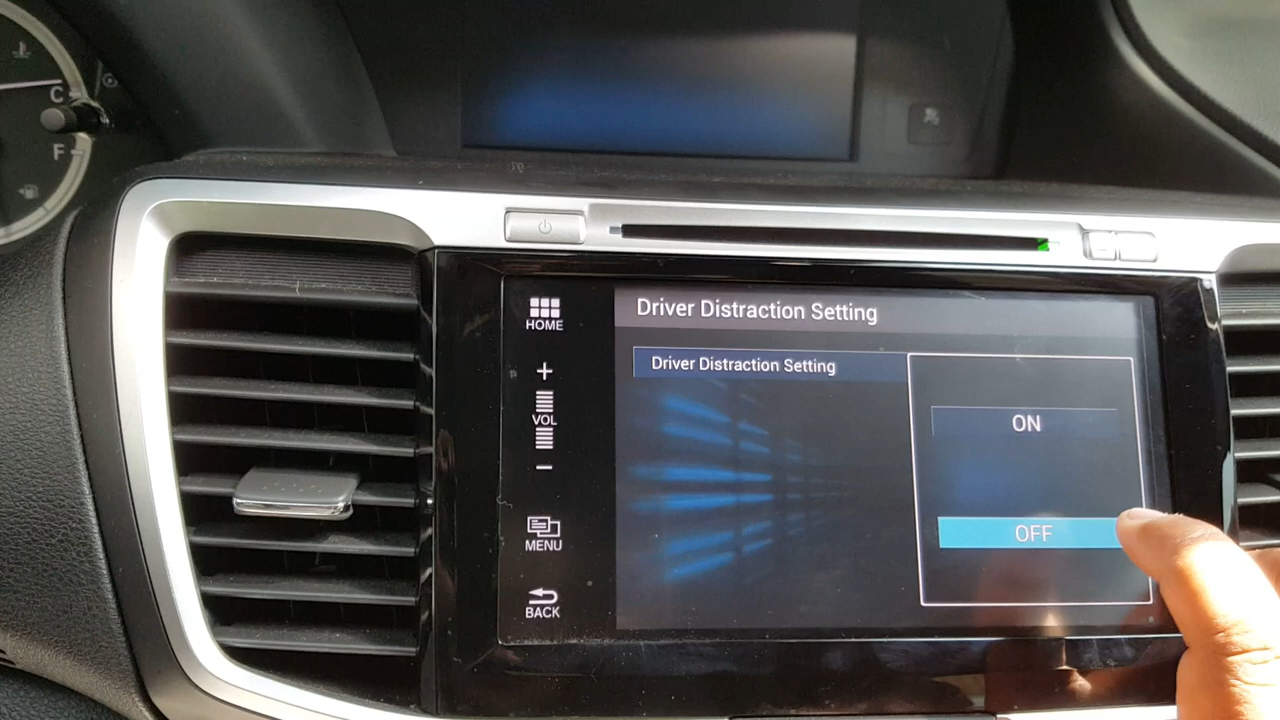 C
F
HOME
+
VOL
−
MENU
BACK
Driver Distraction Setting
Driver Distraction Setting
ON
OFF